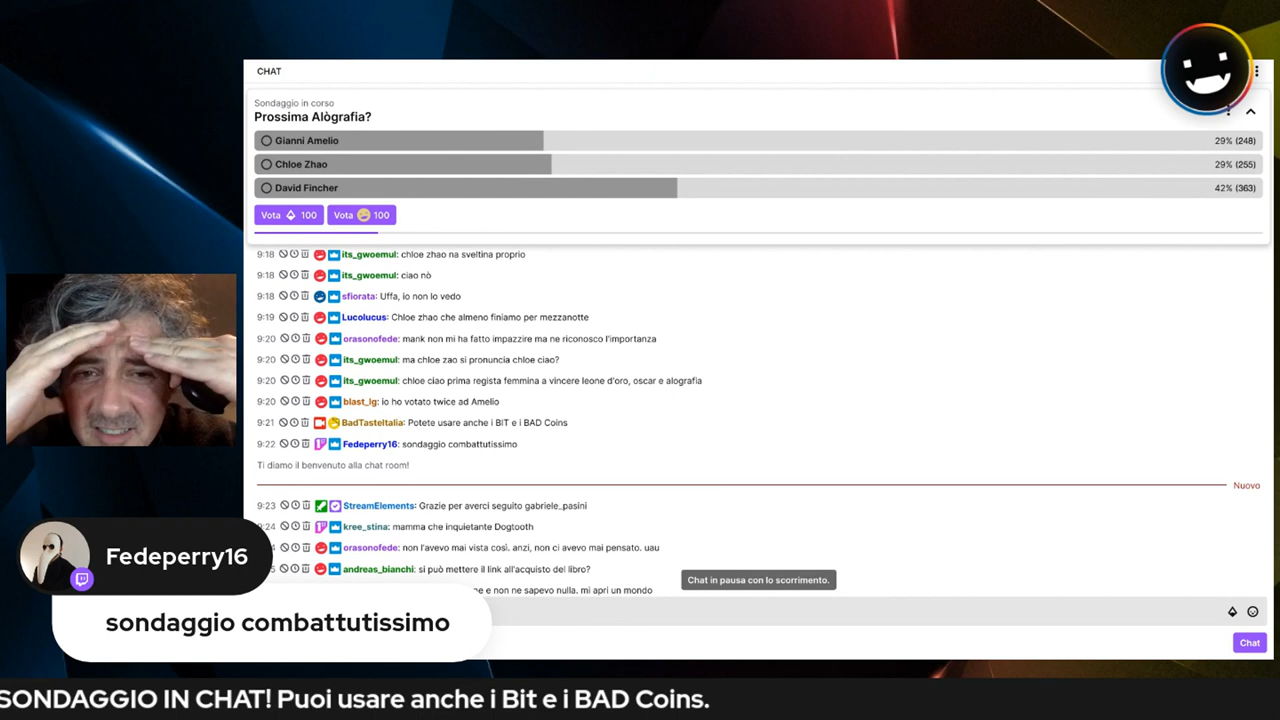 CHAT
Sondaggio in corso
Prossima Alògrafia?
Gianni Amelio 29% (248)
Chloe Zhao 29% (255)
David Fincher 42% (363)
Vota 100 Vota 100
9:18 its_gwoemul: chloe zhao na sveltina proprio
9:18 its_gwoemul: ciao nò
9:18 sfiorata: Uffa, io non lo vedo
9:19 Lucolucus: Chloe zhao che almeno finiamo per mezzanotte
9:20 orasonofede: mank non mi ha fatto impazzire ma ne riconosco l'importanza
9:20 its_gwoemul: ma chloe zao si pronuncia chloe ciao?
9:20 its_gwoemul: chloe ciao prima regista femmina a vincere leone d'oro, oscar e alografia
9:20 blast_lg: io ho votato twice ad Amelio
9:21 BadTasteItalia: Potete usare anche i BIT e i BAD Coins
9:22 Fedeperry16: sondaggio combattutissimo
Ti diamo il benvenuto alla chat room!
Nuovo
9:23 StreamElements: Grazie per averci seguito gabriele_pasini
9:24 kree_stina: mamma che inquietante Dogtooth
orasonofede: non l'avevo mai vista così. anzi, non ci avevo mai pensato. uau
andreas_bianchi: si può mettere il link all'acquisto del libro?
e non ne sapevo nulla. mi apri un mondo
Chat in pausa con lo scorrimento.
Chat
Fedeperry16
sondaggio combattutissimo
SONDAGGIO IN CHAT! Puoi usare anche i Bit e i BAD Coins.